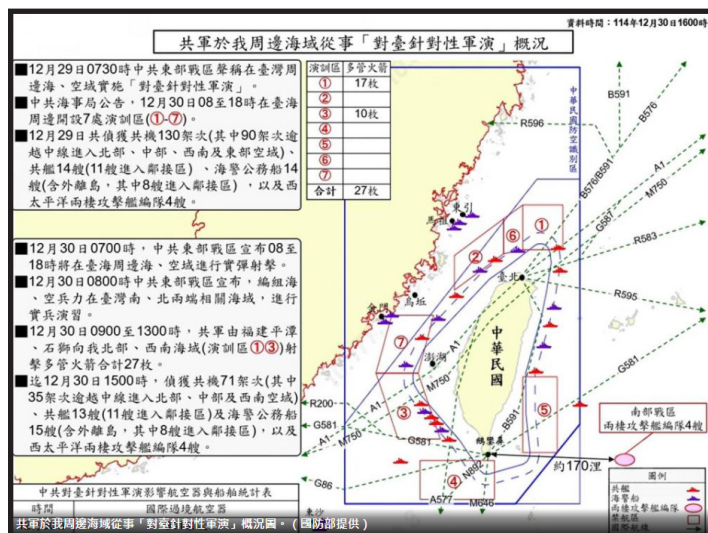 資料時間：114年12月30日1600時
共軍於我周邊海域從事「對臺針對性軍演」概況
■12月29日0730時中共東部戰區聲稱在臺灣周
邊海、空域實施「對臺針對性軍演」。
■中共海事局公告，12月30日08至18時在臺海
周邊開設7處演訓區(①-⑦)。
■12月29日共偵獲共機130架次(其中90架次逾
越中線進入北部、中部、西南及東部空域)、
共艦14艘(11艘進入鄰接區)、海警公務船14
艘(含外離島，其中8艘進入鄰接區)，以及西
太平洋兩棲攻擊艦編隊4艘。
■12月30日0700時，中共東部戰區宣布08至
18時將在臺海周邊海、空域進行實彈射擊。
■12月30日0800時中共東部戰區宣布，編組海
、空兵力在臺灣南、北兩端相關海域，進行
實兵演習。
■12月30日0900至1300時，共軍由福建平潭
、石獅向我北部、西南海域(演訓區①③)射
擊多管火箭合計27枚。
■迄12月30日1500時，偵獲共機71架次(其中
35架次逾越中線進入北部、中部及西南空域)
、共艦13艘(11艘進入鄰接區)及海警公務船
15艘(含外離島，其中8艘進入鄰接區)，以及
西太平洋兩棲攻擊艦編隊4艘。
演訓區 多管火箭
① 17枚
②
③ 10枚
④
⑤
⑥
⑦
合計 27枚
中華民國防空識別區
B591
B576
R596
B576/B591
A1
M750
G587
R583
R595
G581
東引
馬祖
①
⑥
②
臺北
烏坵
金門
⑦
澎湖
A1
M750
中華民國
③
⑤
B591
鵝鑾鼻
R200
G581
A1
M750
A1
G581
G86
N892
④
A577
M646
約170浬
南部戰區
兩棲攻擊艦編隊4艘
東沙
圖例
共艦
海警船
兩棲攻擊艦編隊
禁航區
國際航線
中共對臺針對性軍演影響航空器與船舶統計表
時間 國際過境航空器
共軍於我周邊海域從事「對臺針對性軍演」概況圖。（國防部提供）